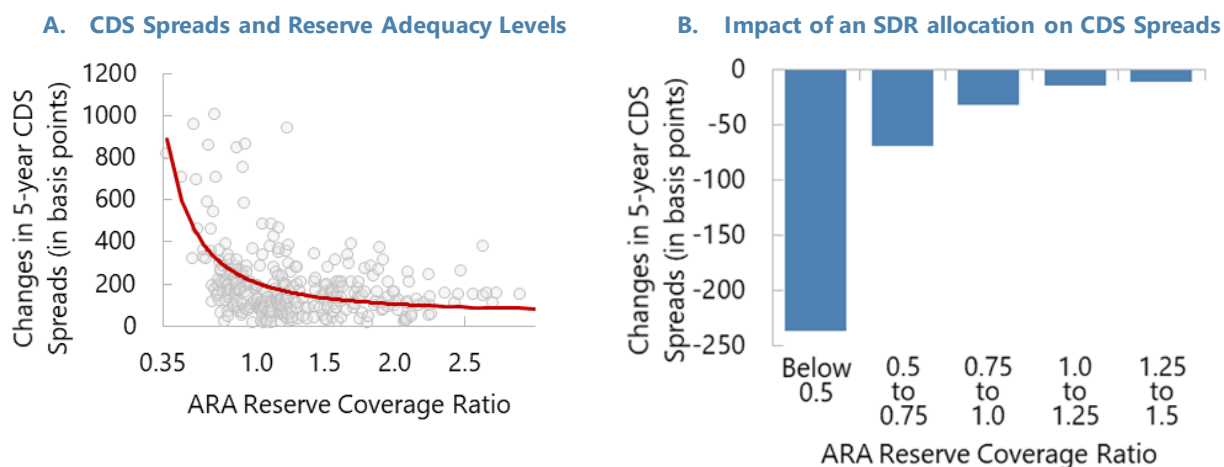 A. CDS Spreads and Reserve Adequacy Levels
Changes in 5-year CDS
Spreads (in basis points)
1200
1000
800
600
400
200
0
0.35 1.0 1.5 2.0 2.5
ARA Reserve Coverage Ratio
B. Impact of an SDR allocation on CDS Spreads
Changes in 5-year CDS
Spreads (in basis points)
0
-50
-100
-150
-200
-250
Below 0.5 0.75 1.0 1.25
0.5 to to to to
0.75 1.0 1.25 1.5
ARA Reserve Coverage Ratio